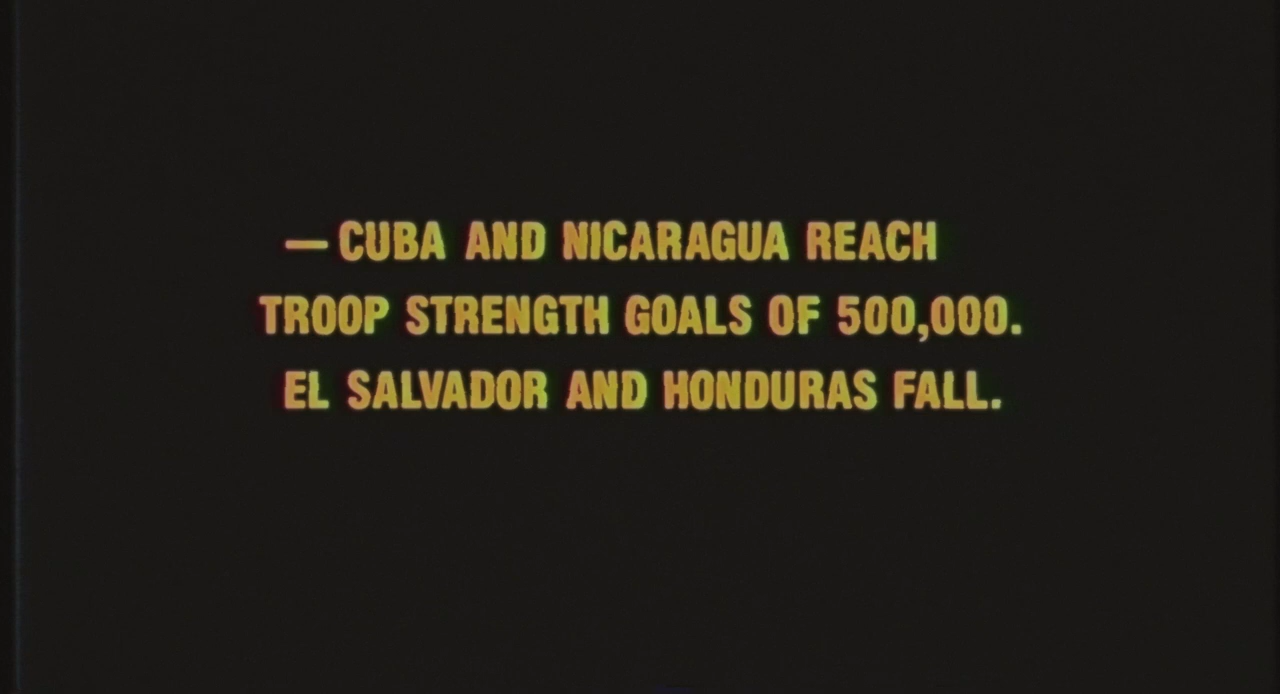 — CUBA AND NICARAGUA REACH
TROOP STRENGTH GOALS OF 500,000.
EL SALVADOR AND HONDURAS FALL.